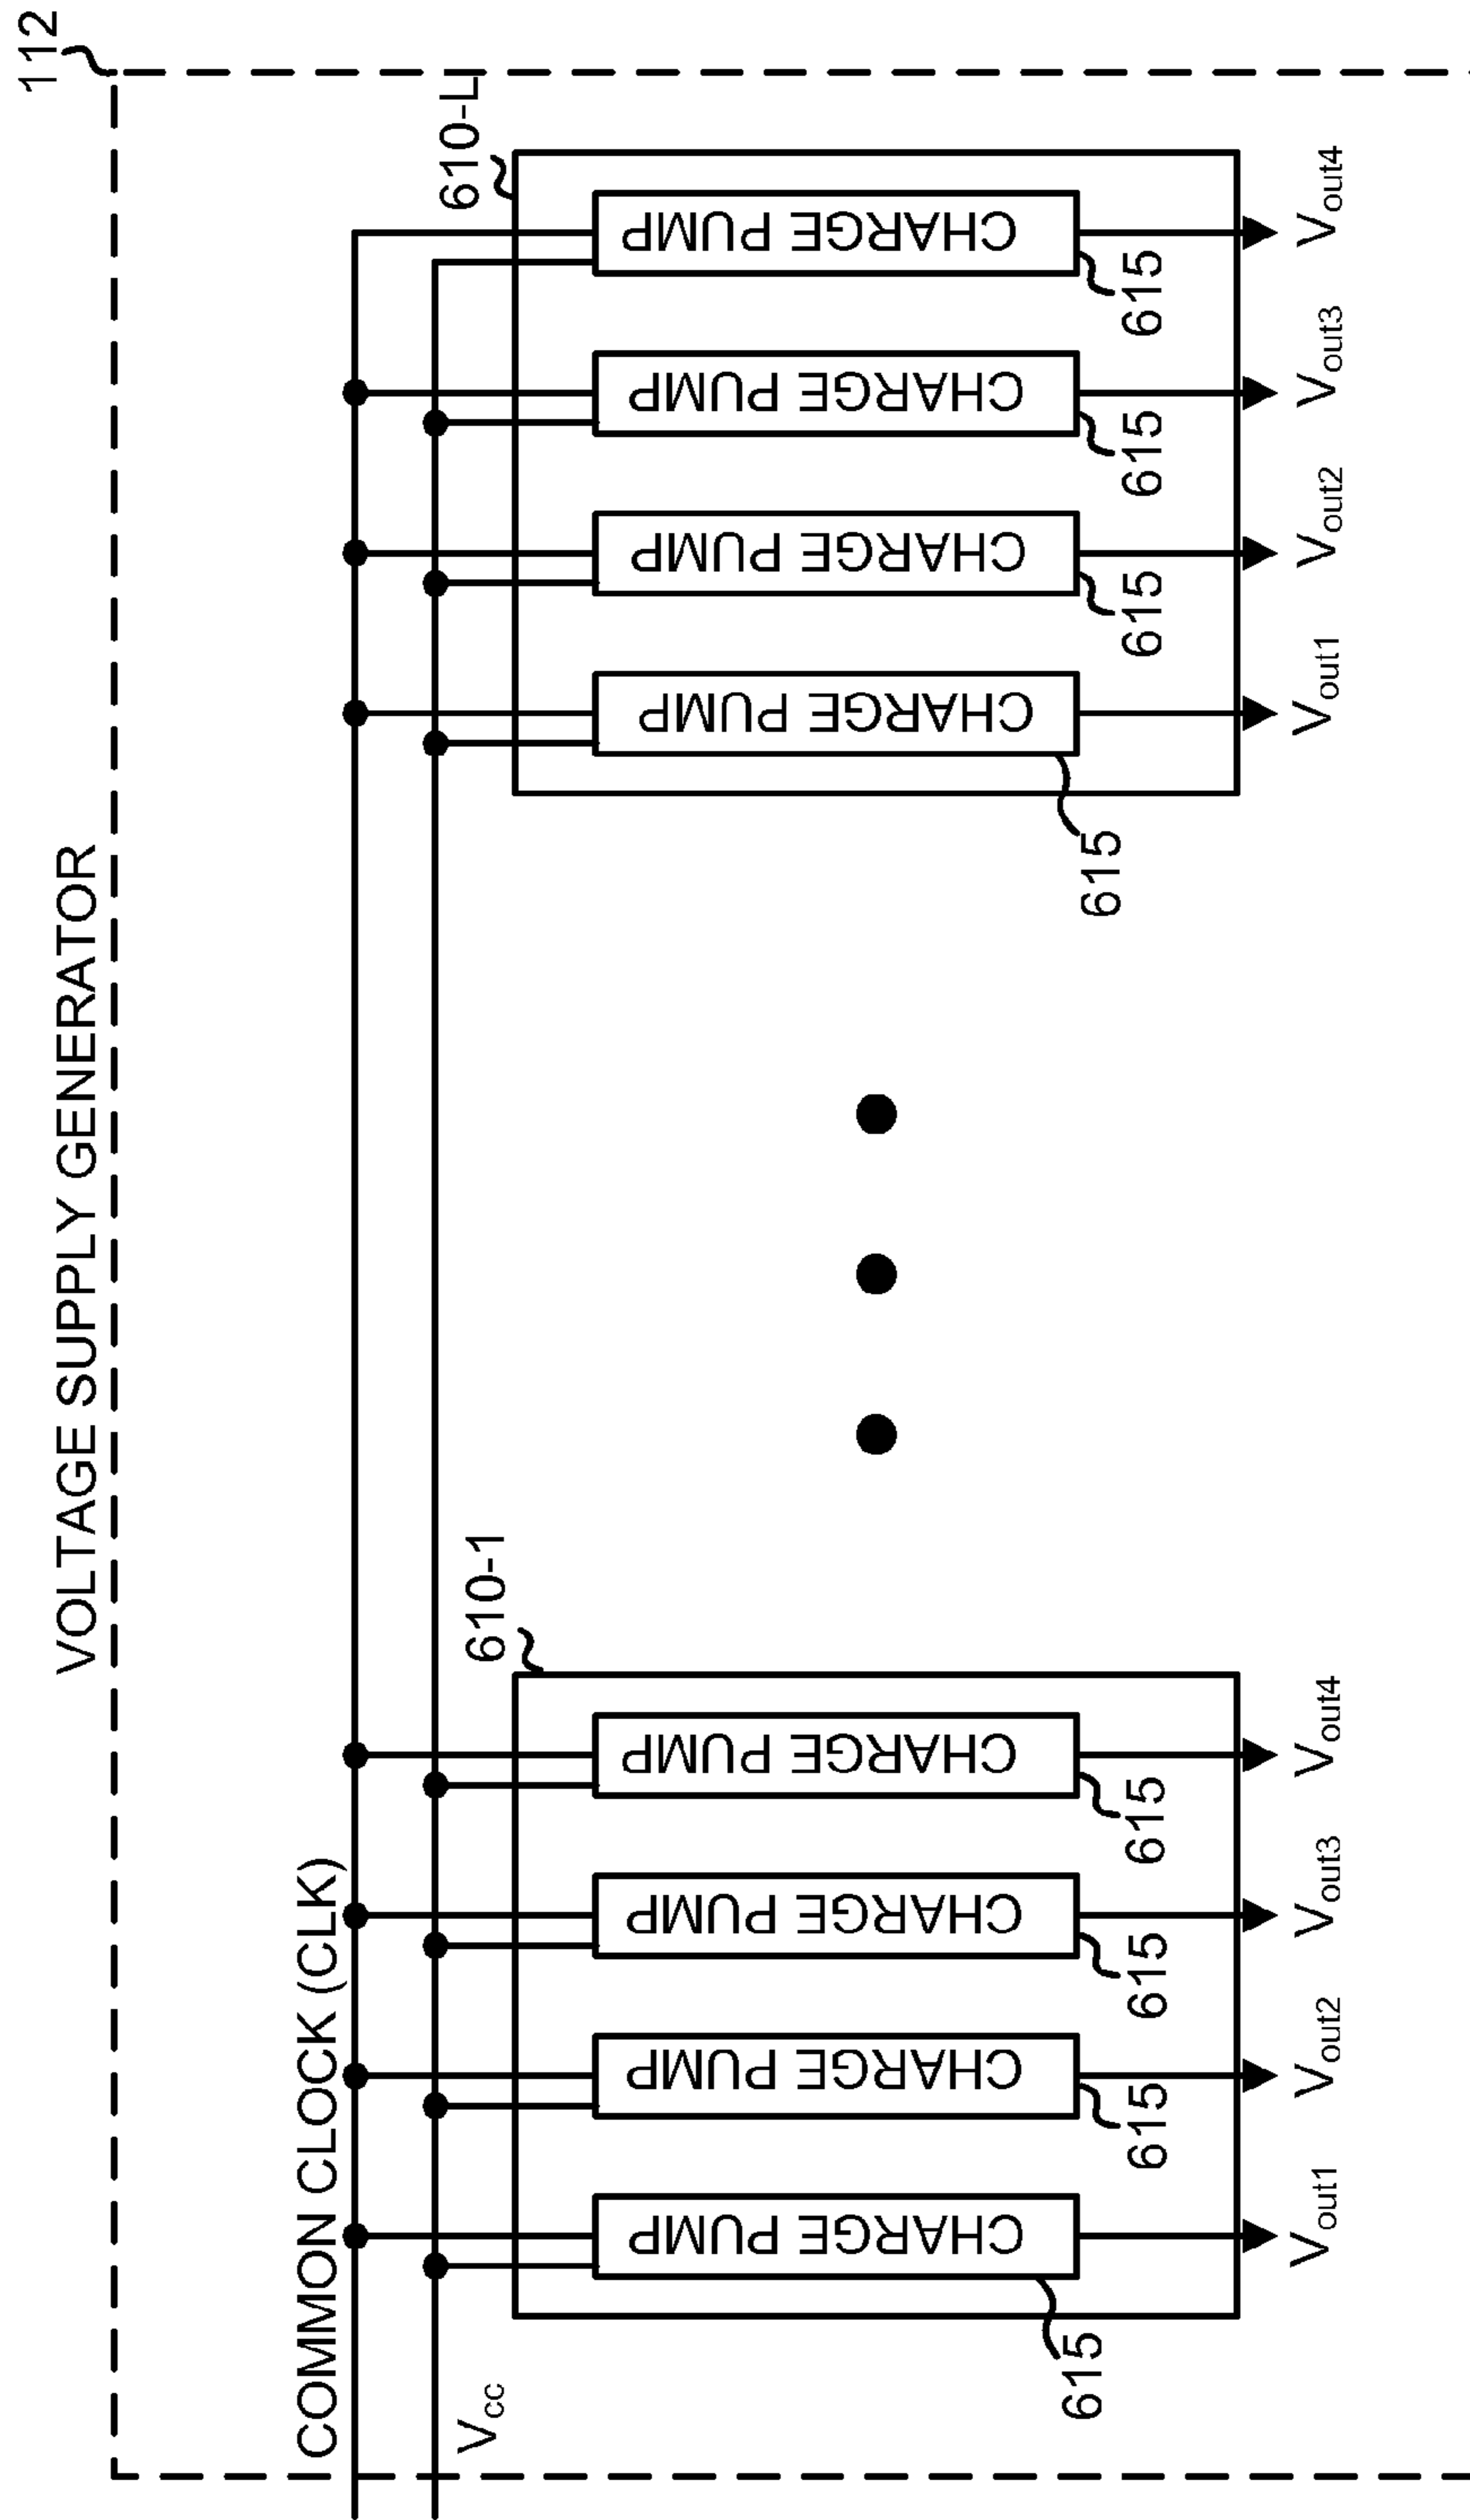 112
VOLTAGE SUPPLY GENERATOR
COMMON CLOCK (CLK)
Vcc
610-1
610-L
CHARGE PUMP
CHARGE PUMP
CHARGE PUMP
CHARGE PUMP
CHARGE PUMP
CHARGE PUMP
CHARGE PUMP
CHARGE PUMP
615
615
615
615
615
615
615
615
Vout1
Vout2
Vout3
Vout4
Vout1
Vout2
Vout3
Vout4